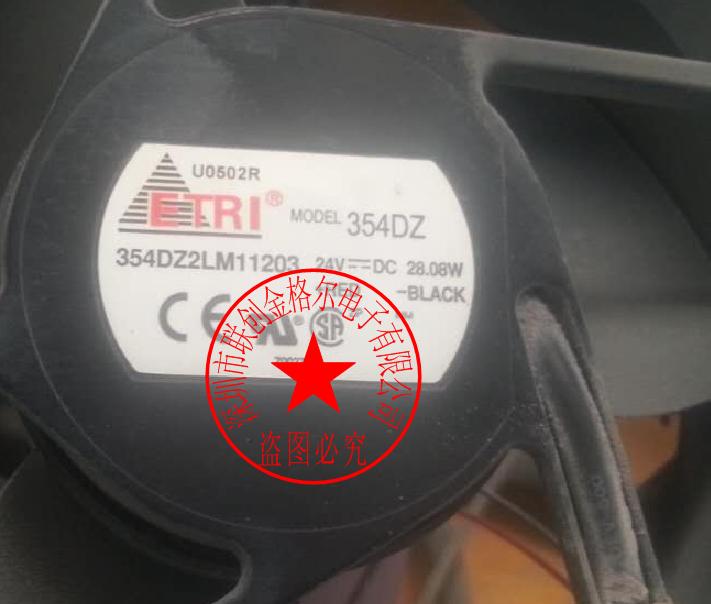 U0502R
ETRI®
MODEL 354DZ
354DZ2LM11203 24V⎓DC 28.08W
+RED -BLACK
CE
深圳市联创金格尔电子有限公司
盗图必究